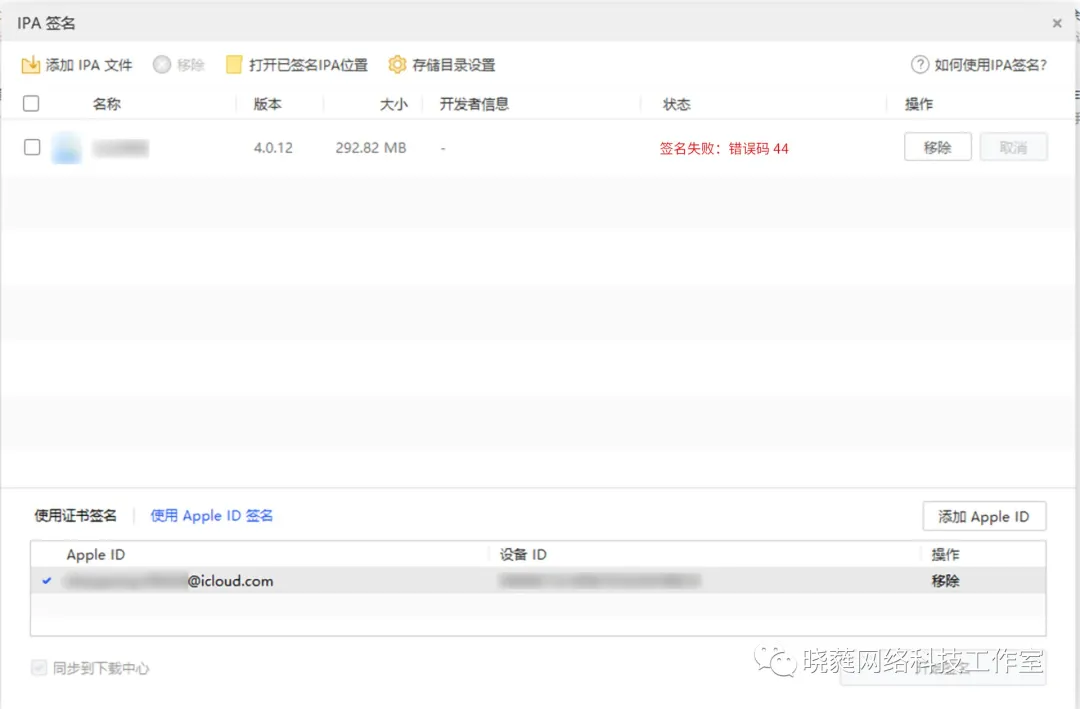 IPA 签名
添加 IPA 文件 移除 打开已签名IPA位置 存储目录设置 如何使用IPA签名?
名称 版本 大小 开发者信息 状态 操作
4.0.12 292.82 MB - 签名失败：错误码 44 移除 取消
使用证书签名 使用 Apple ID 签名 添加 Apple ID
Apple ID 设备 ID 操作
@icloud.com 移除
同步到下载中心
晓蕤网络科技工作室